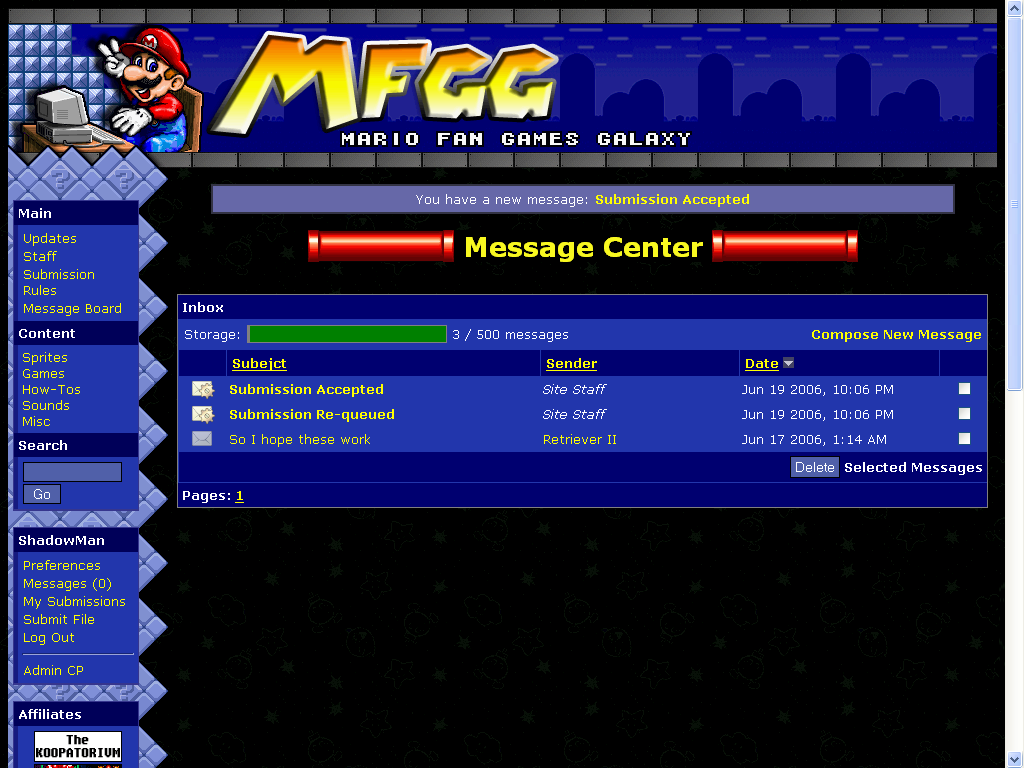 MFGG
MARIO FAN GAMES GALAXY
You have a new message: Submission Accepted
Message Center
Main
Updates
Staff
Submission
Rules
Message Board
Content
Sprites
Games
How-Tos
Sounds
Misc
Search
Go
ShadowMan
Preferences
Messages (0)
My Submissions
Submit File
Log Out
Admin CP
Affiliates
The
KOOPATORIUM
Inbox
Storage: 3 / 500 messages Compose New Message
Subejct Sender Date
Submission Accepted Site Staff Jun 19 2006, 10:06 PM
Submission Re-queued Site Staff Jun 19 2006, 10:06 PM
So I hope these work Retriever II Jun 17 2006, 1:14 AM
Delete Selected Messages
Pages: 1